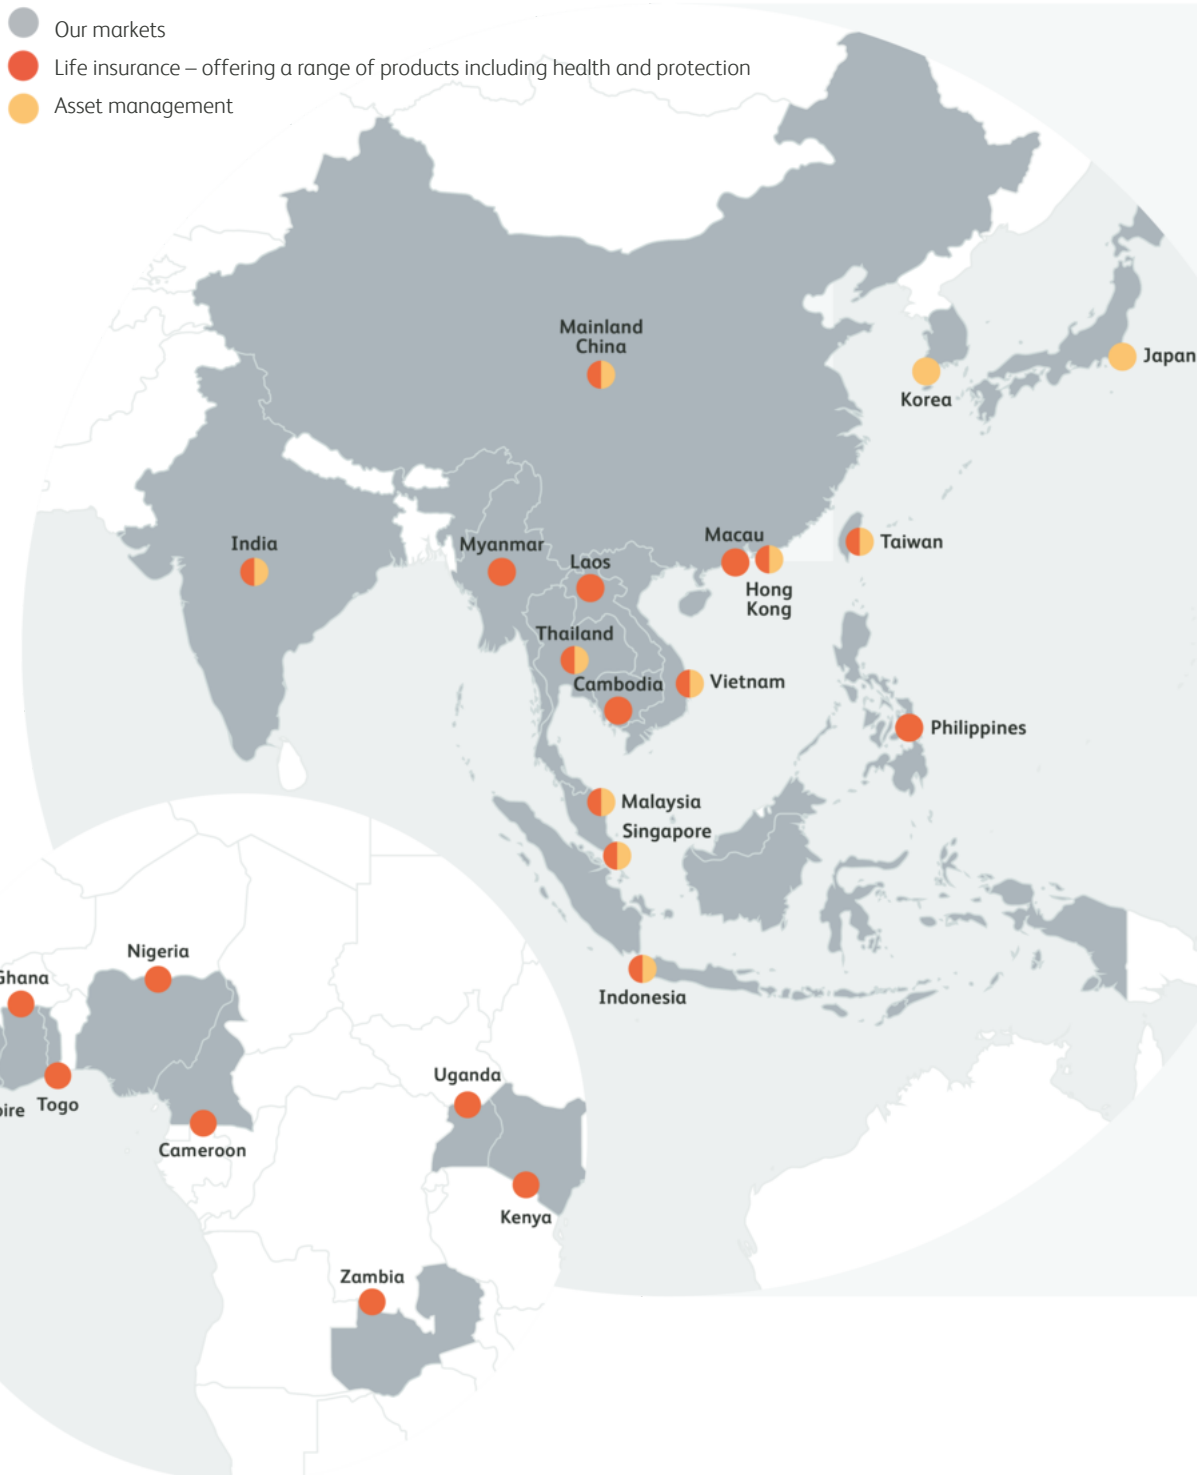 Our markets
Life insurance – offering a range of products including health and protection
Asset management
Mainland
China
Japan
Korea
India
Myanmar
Laos
Macau
Hong
Kong
Taiwan
Thailand
Cambodia
Vietnam
Philippines
Malaysia
Singapore
Indonesia
Nigeria
Ghana
Togo
Cameroon
Uganda
Kenya
Zambia